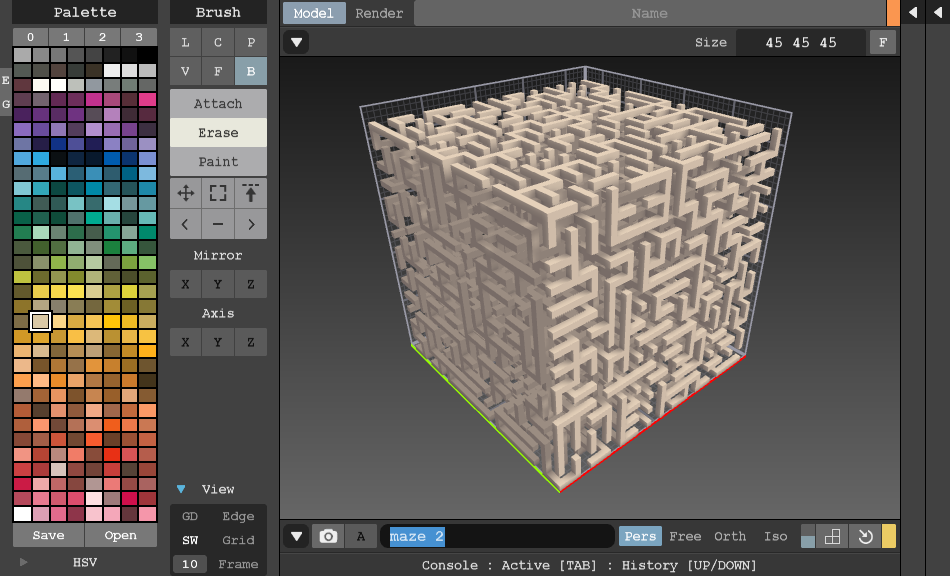 Palette
0 1 2 3
E
G
Save Open
HSV
Brush
L C P
V F B
Attach
Erase
Paint
Mirror
X Y Z
Axis
X Y Z
View
GD Edge
SW Grid
10 Frame
Model Render Name
Size 45 45 45 F
A maze 2 Pers Free Orth Iso
Console : Active [TAB] : History [UP/DOWN]